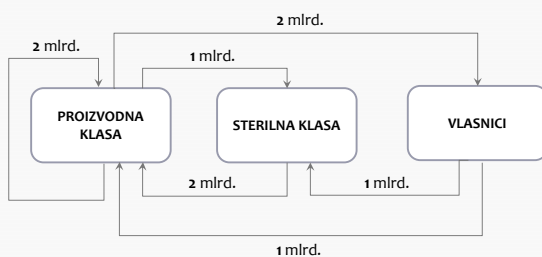 2 mlrd.
2 mlrd.
1 mlrd.
PROIZVODNA
KLASA
STERILNA KLASA
VLASNICI
2 mlrd.
1 mlrd.
1 mlrd.